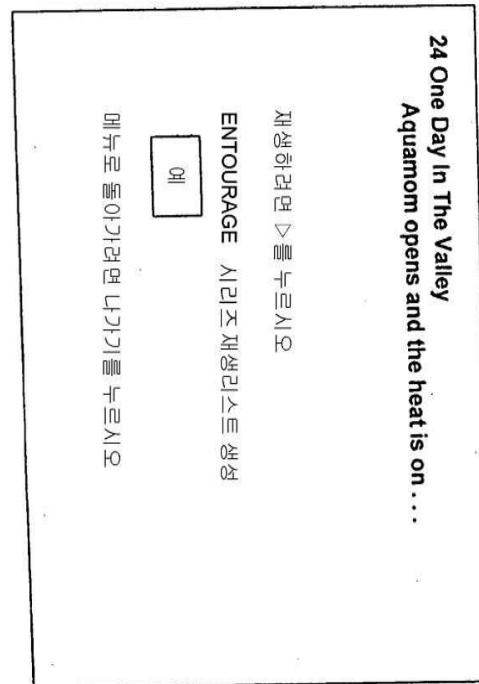 24 One Day In The Valley
Aquamom opens and the heat is on . . .
재생하려면 ▷를 누르시오
ENTOURAGE 시리즈 재생리스트 생성
예
메뉴로 돌아가려면 나가기를 누르시오